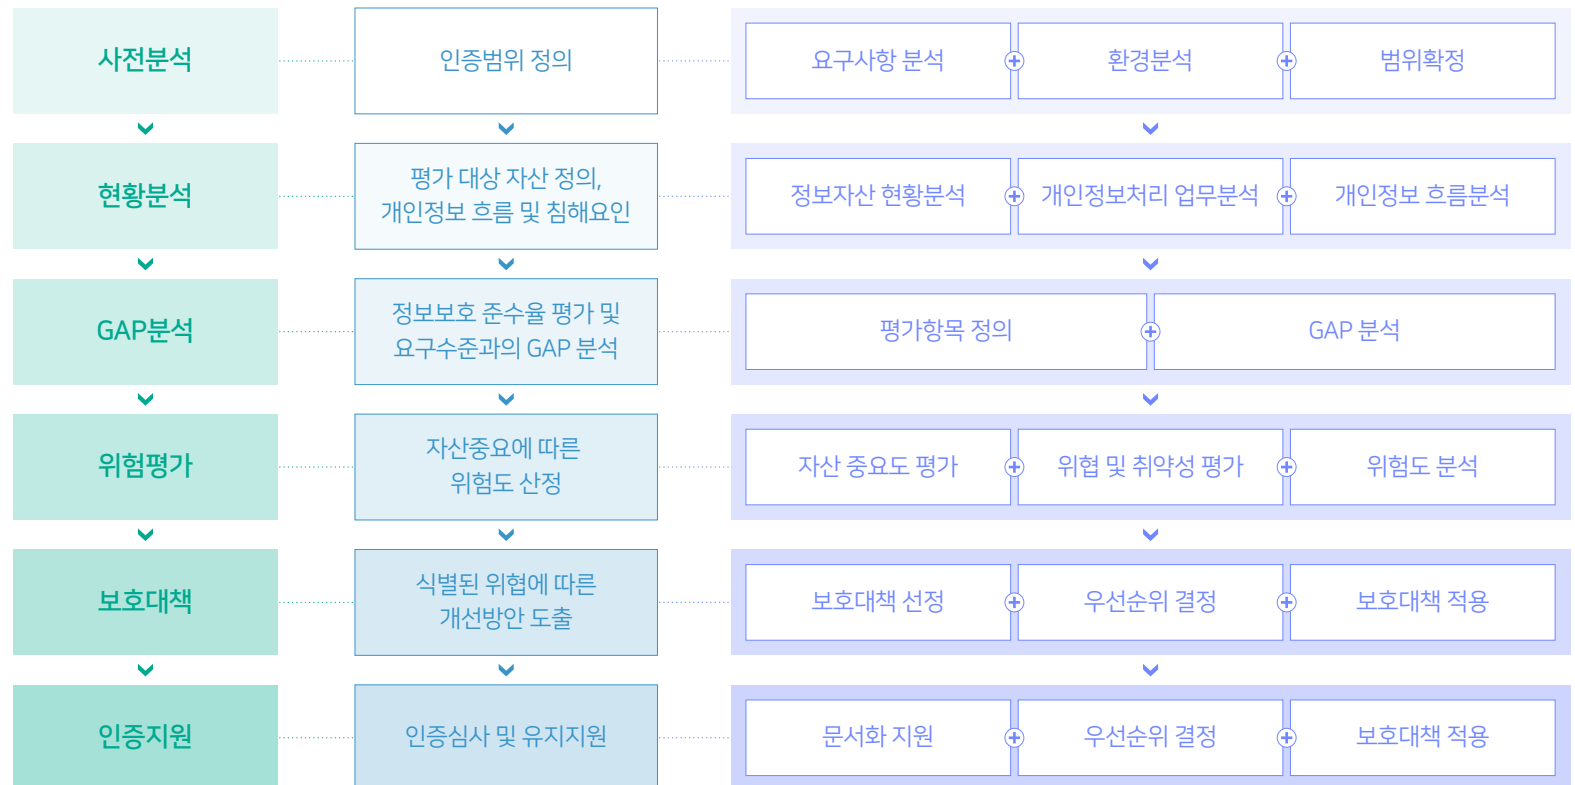 사전분석
인증범위 정의
요구사항 분석
환경분석
범위확정
현황분석
평가 대상 자산 정의,
개인정보 흐름 및 침해요인
정보자산 현황분석
개인정보처리 업무분석
개인정보 흐름분석
GAP분석
정보보호 준수율 평가 및
요구수준과의 GAP 분석
평가항목 정의
GAP 분석
위험평가
자산중요에 따른
위험도 산정
자산 중요도 평가
위협 및 취약성 평가
위험도 분석
보호대책
식별된 위협에 따른
개선방안 도출
보호대책 선정
우선순위 결정
보호대책 적용
인증지원
인증심사 및 유지지원
문서화 지원
우선순위 결정
보호대책 적용